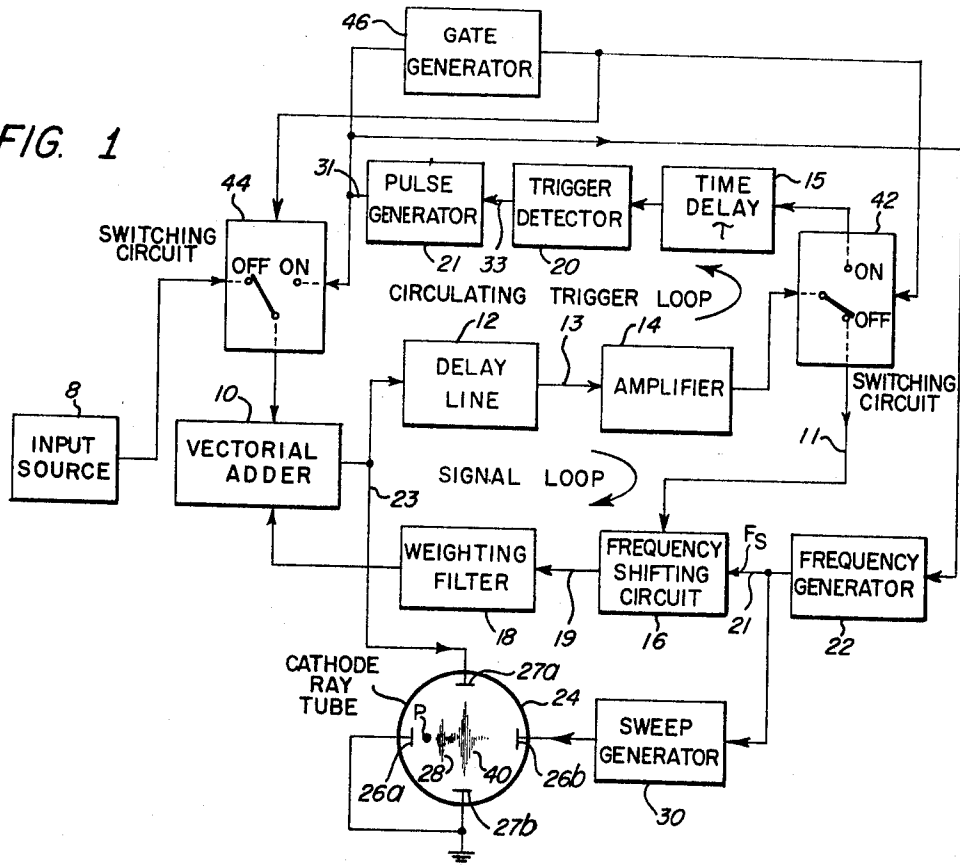 FIG. 1
46
GATE
GENERATOR
44
SWITCHING
CIRCUIT
OFF ON
31
PULSE
GENERATOR
21
33
TRIGGER
DETECTOR
20
TIME
DELAY
τ
15
42
ON
OFF
SWITCHING
CIRCUIT
CIRCULATING TRIGGER LOOP
8
INPUT
SOURCE
10
VECTORIAL
ADDER
23
12
DELAY
LINE
13
14
AMPLIFIER
11
SIGNAL LOOP
WEIGHTING
FILTER
18
19
FREQUENCY
SHIFTING
CIRCUIT
16
FS
21
FREQUENCY
GENERATOR
22
CATHODE
RAY
TUBE
27a
24
P
26a
28
40
26b
27b
SWEEP
GENERATOR
30